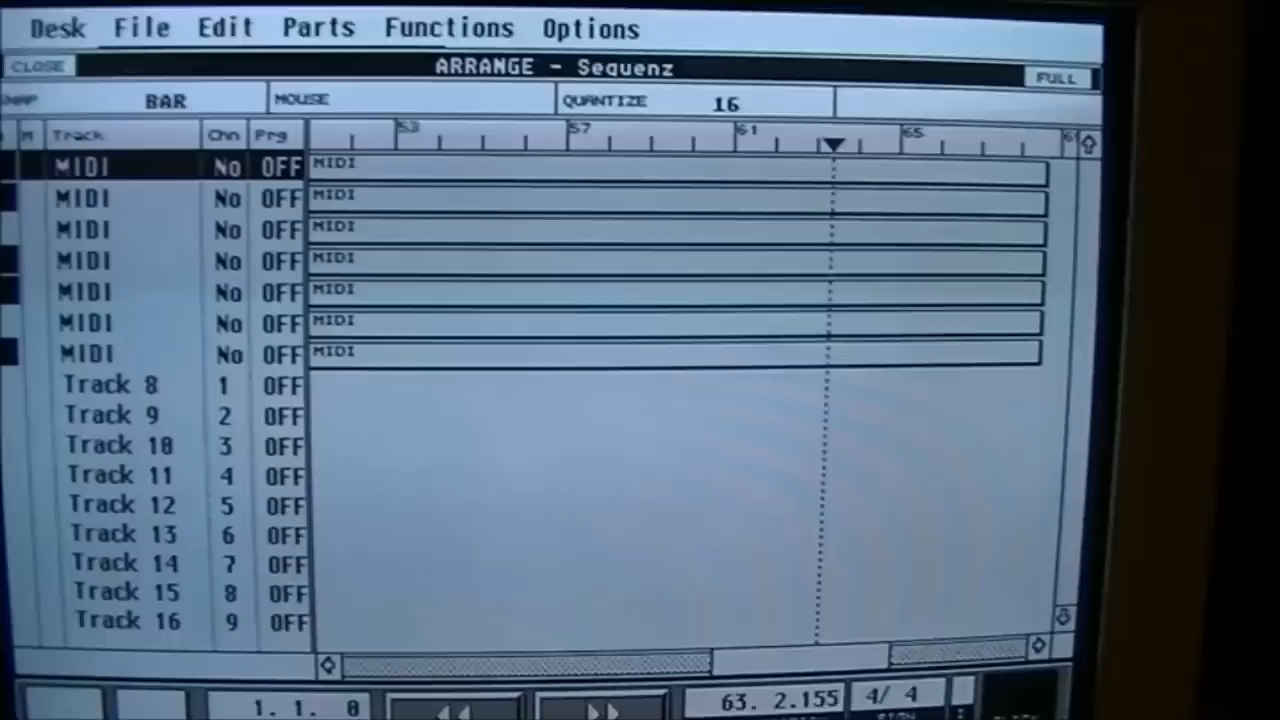 Desk File Edit Parts Functions Options
CLOSE ARRANGE - Sequenz FULL
BAR MOUSE QUANTIZE 16
M Track Chn Prg 53 57 61 65
MIDI No OFF MIDI
MIDI No OFF MIDI
MIDI No OFF MIDI
MIDI No OFF MIDI
MIDI No OFF MIDI
MIDI No OFF MIDI
MIDI No OFF MIDI
Track 8 1 OFF
Track 9 2 OFF
Track 10 3 OFF
Track 11 4 OFF
Track 12 5 OFF
Track 13 6 OFF
Track 14 7 OFF
Track 15 8 OFF
Track 16 9 OFF
1. 1. 0 63. 2.155 4/ 4